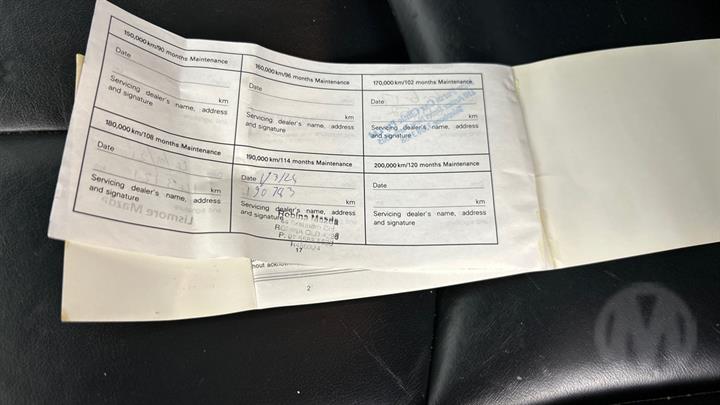 150,000 km/90 months Maintenance
Date
km
Servicing dealer's name, address
and signature
160,000 km/96 months Maintenance
Date
km
Servicing dealer's name, address
and signature
170,000 km/102 months Maintenance
Date
km
Servicing dealer's name, address
and signature
180,000 km/108 months Maintenance
Date
km
Servicing dealer's name, address
and signature
Lismore Mazda
190,000 km/114 months Maintenance
Date
190783
km
Servicing dealer's name, address
and signature
Robina Mazda
200,000 km/120 months Maintenance
Date
km
Servicing dealer's name, address
and signature
17
2
M